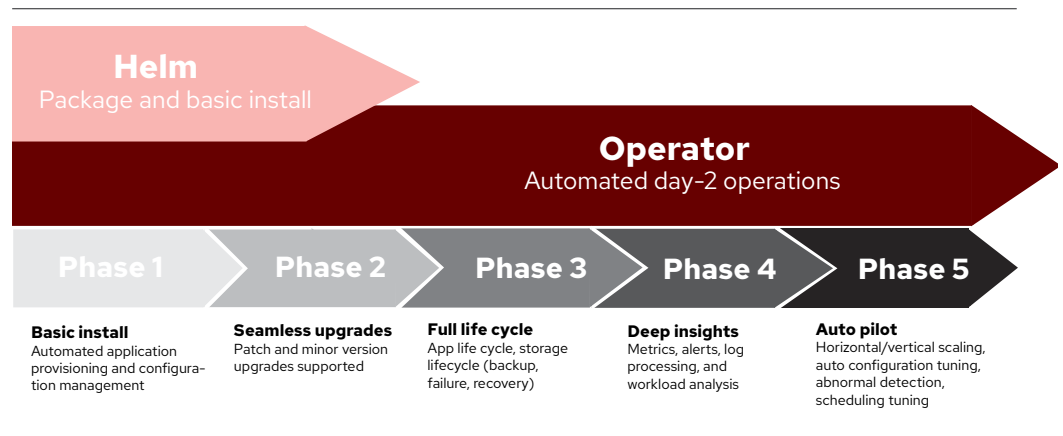 Helm
Package and basic install
Operator
Automated day-2 operations
Phase 1
Phase 2
Phase 3
Phase 4
Phase 5
Basic install
Automated application
provisioning and configura-
tion management
Seamless upgrades
Patch and minor version
upgrades supported
Full life cycle
App life cycle, storage
lifecycle (backup,
failure, recovery)
Deep insights
Metrics, alerts, log
processing, and
workload analysis
Auto pilot
Horizontal/vertical scaling,
auto configuration tuning,
abnormal detection,
scheduling tuning